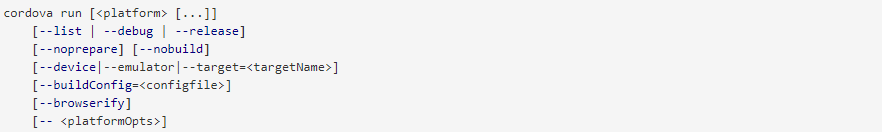 cordova run [<platform> [...]]
[--list | --debug | --release]
[--noprepare] [--nobuild]
[--device|--emulator|--target=<targetName>]
[--buildConfig=<configfile>]
[--browserify]
[-- <platformOpts>]